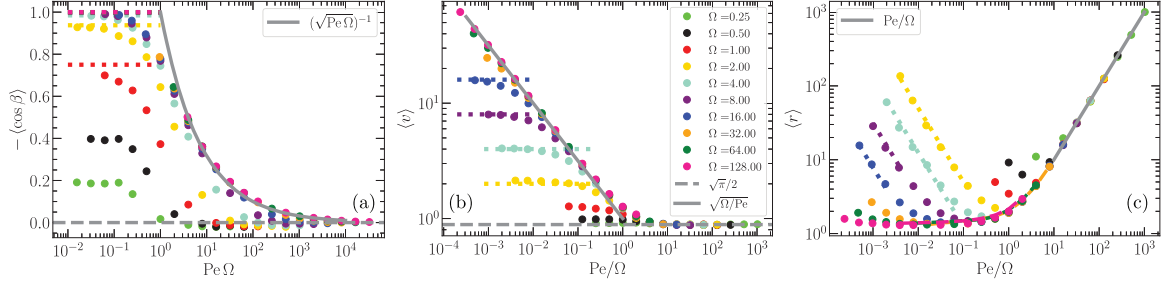 1.0
0.8
0.6
0.4
0.2
0.0
− ⟨cos β⟩
10⁻² 10⁻¹ 10⁰ 10¹ 10² 10³ 10⁴
Pe Ω
(√Pe Ω)⁻¹
(a)
10¹
10⁰
⟨v⟩
10⁻⁴ 10⁻³ 10⁻² 10⁻¹ 10⁰ 10¹ 10² 10³
Pe/Ω
Ω =0.25
Ω =0.50
Ω =1.00
Ω =2.00
Ω =4.00
Ω =8.00
Ω =16.00
Ω =32.00
Ω =64.00
Ω =128.00
√π/2
√Ω/Pe
(b)
10³
10²
10¹
10⁰
⟨r⟩
10⁻³ 10⁻² 10⁻¹ 10⁰ 10¹ 10² 10³
Pe/Ω
Pe/Ω
(c)